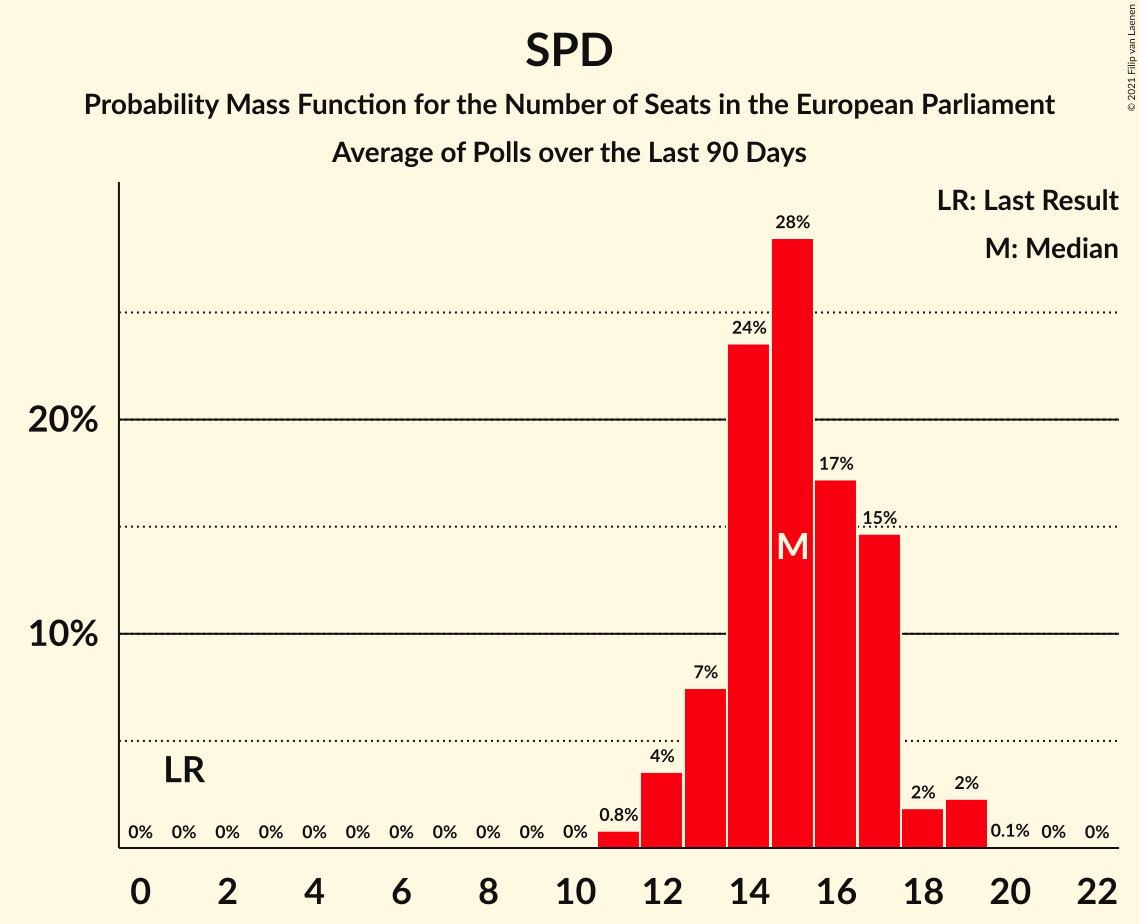 SPD
Probability Mass Function for the Number of Seats in the European Parliament
Average of Polls over the Last 90 Days
© 2021 Filip van Laenen
LR: Last Result
M: Median
28%
24%
20%
17%
15%
M
10%
7%
LR
4%
2%
2%
0% 0% 0% 0% 0% 0% 0% 0% 0% 0% 0% 0.8% 0.1% 0% 0%
0 2 4 6 8 10 12 14 16 18 20 22